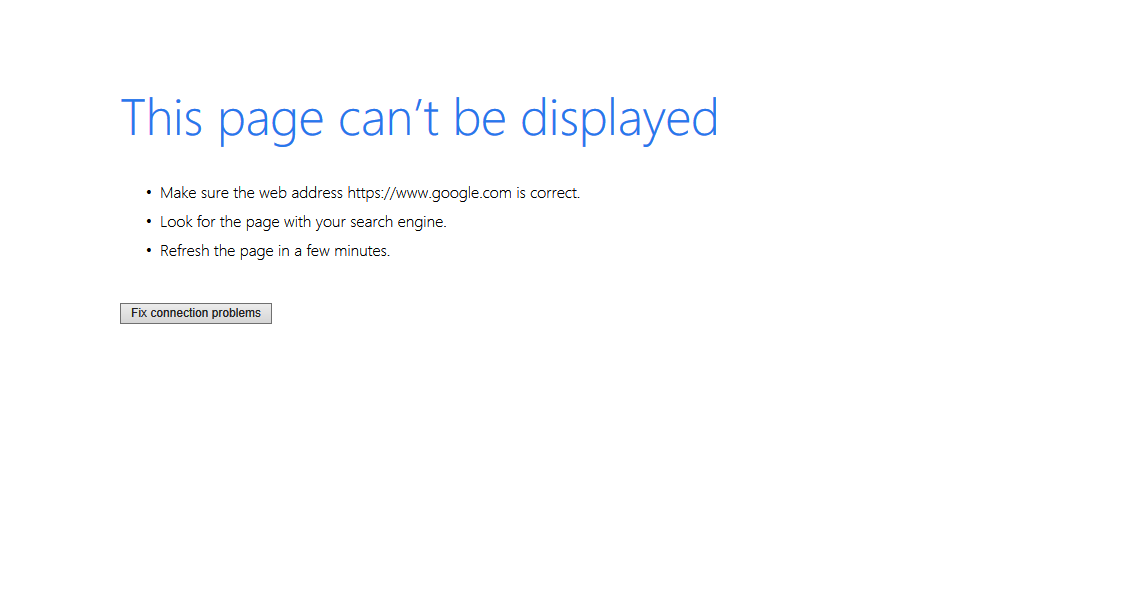 This page can’t be displayed
• Make sure the web address https://www.google.com is correct.
• Look for the page with your search engine.
• Refresh the page in a few minutes.
Fix connection problems